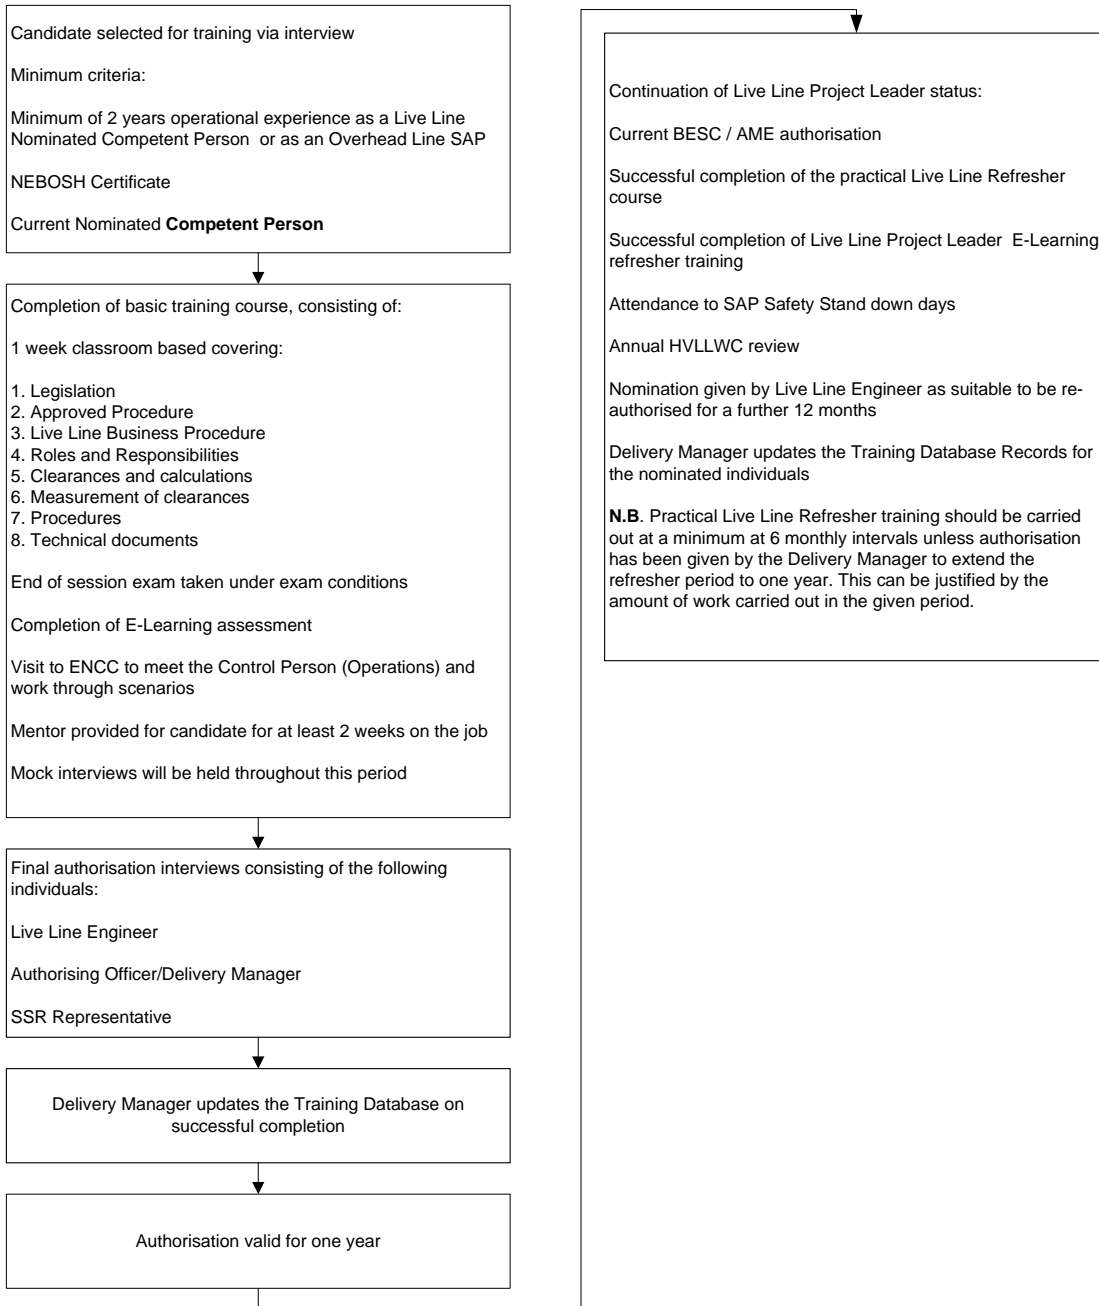 Candidate selected for training via interview
Minimum criteria:
Minimum of 2 years operational experience as a Live Line
Nominated Competent Person or as an Overhead Line SAP
NEBOSH Certificate
Current Nominated Competent Person
Completion of basic training course, consisting of:
1 week classroom based covering:
1. Legislation
2. Approved Procedure
3. Live Line Business Procedure
4. Roles and Responsibilities
5. Clearances and calculations
6. Measurement of clearances
7. Procedures
8. Technical documents
End of session exam taken under exam conditions
Completion of E-Learning assessment
Visit to ENCC to meet the Control Person (Operations) and
work through scenarios
Mentor provided for candidate for at least 2 weeks on the job
Mock interviews will be held throughout this period
Final authorisation interviews consisting of the following
individuals:
Live Line Engineer
Authorising Officer/Delivery Manager
SSR Representative
Delivery Manager updates the Training Database on
successful completion
Authorisation valid for one year
Continuation of Live Line Project Leader status:
Current BESC / AME authorisation
Successful completion of the practical Live Line Refresher
course
Successful completion of Live Line Project Leader E-Learning
refresher training
Attendance to SAP Safety Stand down days
Annual HVLLWC review
Nomination given by Live Line Engineer as suitable to be re-
authorised for a further 12 months
Delivery Manager updates the Training Database Records for
the nominated individuals
N.B. Practical Live Line Refresher training should be carried
out at a minimum at 6 monthly intervals unless authorisation
has been given by the Delivery Manager to extend the
refresher period to one year. This can be justified by the
amount of work carried out in the given period.